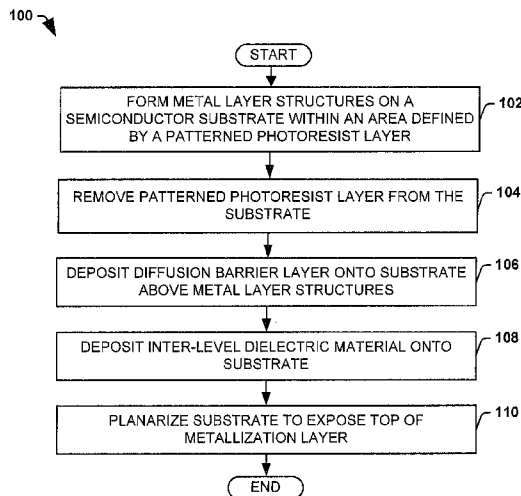 100
START
FORM METAL LAYER STRUCTURES ON A
SEMICONDUCTOR SUBSTRATE WITHIN AN AREA DEFINED
BY A PATTERNED PHOTORESIST LAYER
102
REMOVE PATTERNED PHOTORESIST LAYER FROM THE
SUBSTRATE
104
DEPOSIT DIFFUSION BARRIER LAYER ONTO SUBSTRATE
ABOVE METAL LAYER STRUCTURES
106
DEPOSIT INTER-LEVEL DIELECTRIC MATERIAL ONTO
SUBSTRATE
108
PLANARIZE SUBSTRATE TO EXPOSE TOP OF
METALLIZATION LAYER
110
END